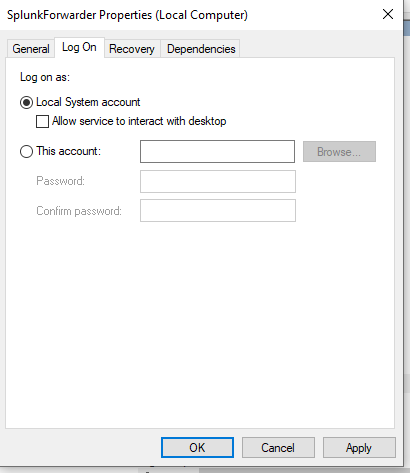 SplunkForwarder Properties (Local Computer)
General Log On Recovery Dependencies
Log on as:
Local System account
Allow service to interact with desktop
This account:
Browse...
Password:
Confirm password:
OK Cancel Apply